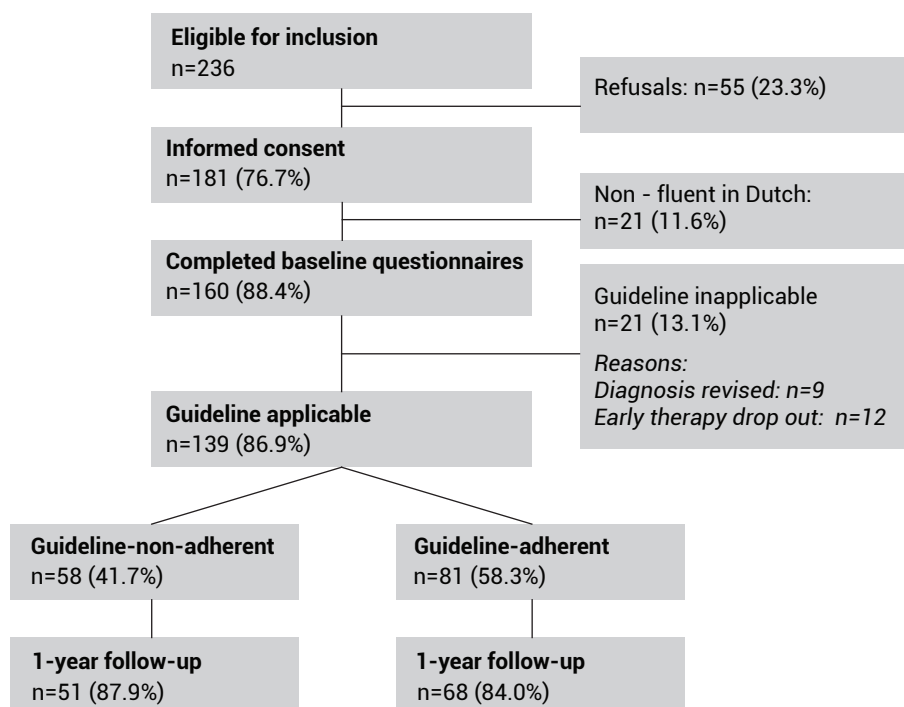 Eligible for inclusion
n=236
Refusals: n=55 (23.3%)
Informed consent
n=181 (76.7%)
Non - fluent in Dutch:
n=21 (11.6%)
Completed baseline questionnaires
n=160 (88.4%)
Guideline inapplicable
n=21 (13.1%)
Reasons:
Diagnosis revised: n=9
Early therapy drop out: n=12
Guideline applicable
n=139 (86.9%)
Guideline-non-adherent
n=58 (41.7%)
Guideline-adherent
n=81 (58.3%)
1-year follow-up
n=51 (87.9%)
1-year follow-up
n=68 (84.0%)